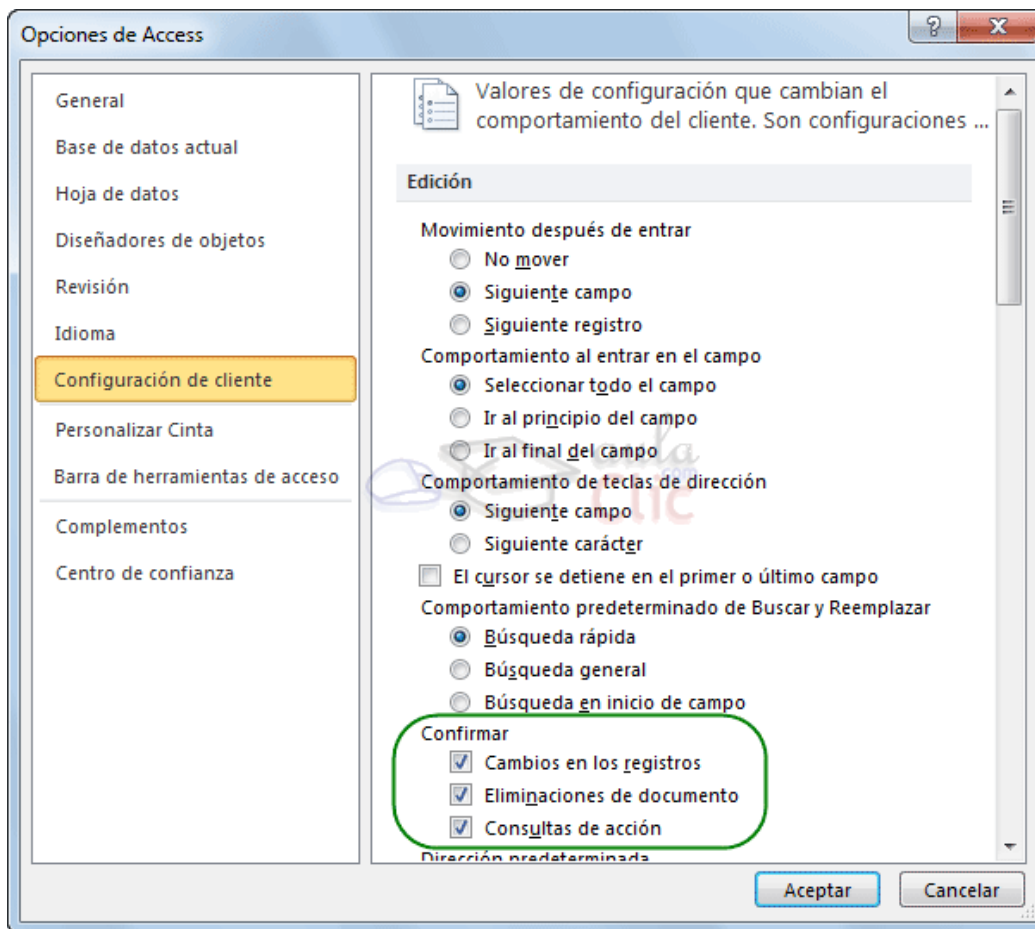 Opciones de Access
General
Base de datos actual
Hoja de datos
Diseñadores de objetos
Revisión
Idioma
Configuración de cliente
Personalizar Cinta
Barra de herramientas de acceso
Complementos
Centro de confianza
Valores de configuración que cambian el
comportamiento del cliente. Son configuraciones ...
Edición
Movimiento después de entrar
No mover
Siguiente campo
Siguiente registro
Comportamiento al entrar en el campo
Seleccionar todo el campo
Ir al principio del campo
Ir al final del campo
aula
.com
Clic
Comportamiento de teclas de dirección
Siguiente campo
Siguiente carácter
El cursor se detiene en el primer o último campo
Comportamiento predeterminado de Buscar y Reemplazar
Búsqueda rápida
Búsqueda general
Búsqueda en inicio de campo
Confirmar
Cambios en los registros
Eliminaciones de documento
Consultas de acción
Dirección predeterminada
Aceptar
Cancelar